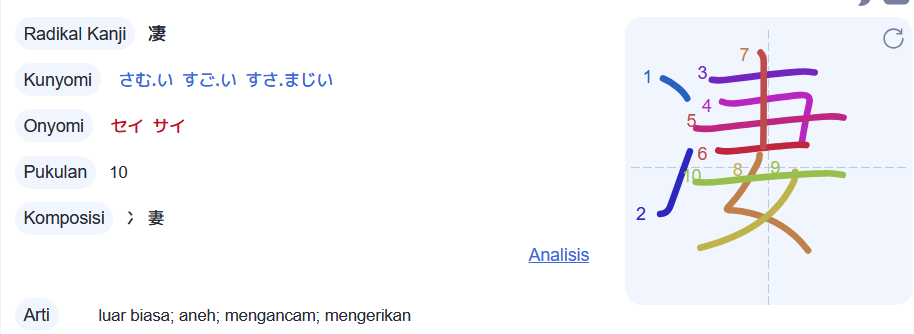 Radikal Kanji 凄
Kunyomi さむ.い すご.い すさ.まじい
Onyomi セイ サイ
Pukulan 10
Komposisi 冫 妻
Analisis
Arti luar biasa; aneh; mengancam; mengerikan
7
1
3
4
5
6
8
9
10
2